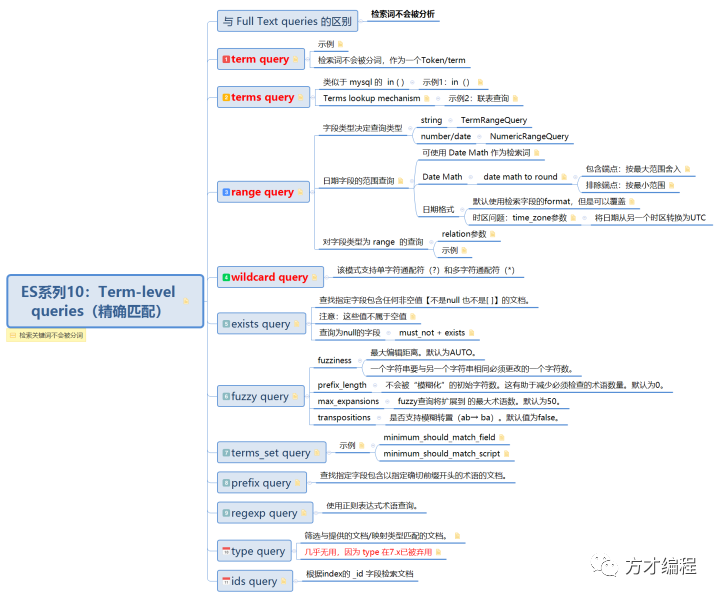 与 Full Text queries 的区别
检索词不会被分析
term query
示例
检索词不会被分词，作为一个Token/term
terms query
类似于 mysql 的 in ( )
示例1：in（）
Terms lookup mechanism
示例2：联表查询
range query
字段类型决定查询类型
string
TermRangeQuery
number/date
NumericRangeQuery
日期字段的范围查询
可使用 Date Math 作为检索词
Date Math
date math to round
包含端点：按最大范围舍入
排除端点：按最小范围
日期格式
默认使用检索字段的format，但是可以覆盖
时区问题：time_zone参数
将日期从另一个时区转换为UTC
对字段类型为 range 的查询
relation参数
示例
ES系列10：Term-level
queries（精确匹配）
检索关键词不会被分词
wildcard query
该模式支持单字符通配符（?）和多字符通配符（*）
exists query
查找指定字段包含任何非空值【不是null 也不是[ ]】的文档。
注意：这些值不属于空值
查询为null的字段
must_not + exists
fuzzy query
fuzziness
最大编辑距离。默认为AUTO。
一个字符串要与另一个字符串相同必须更改的一个字符数。
prefix_length
不会被“模糊化”的初始字符数。这有助于减少必须检查的术语数量。默认为0。
max_expansions
fuzzy查询将扩展到 的最大术语数。默认为50。
transpositions
是否支持模糊转置（ab→ ba）。默认值为false。
terms_set query
示例
minimum_should_match_field
minimum_should_match_script
prefix query
查找指定字段包含以指定确切前缀开头的术语的文档。
regexp query
使用正则表达式术语查询。
type query
筛选与提供的文档/映射类型匹配的文档。
几乎无用，因为 type 在7.x已被弃用
ids query
根据index的 _id 字段检索文档
方才编程